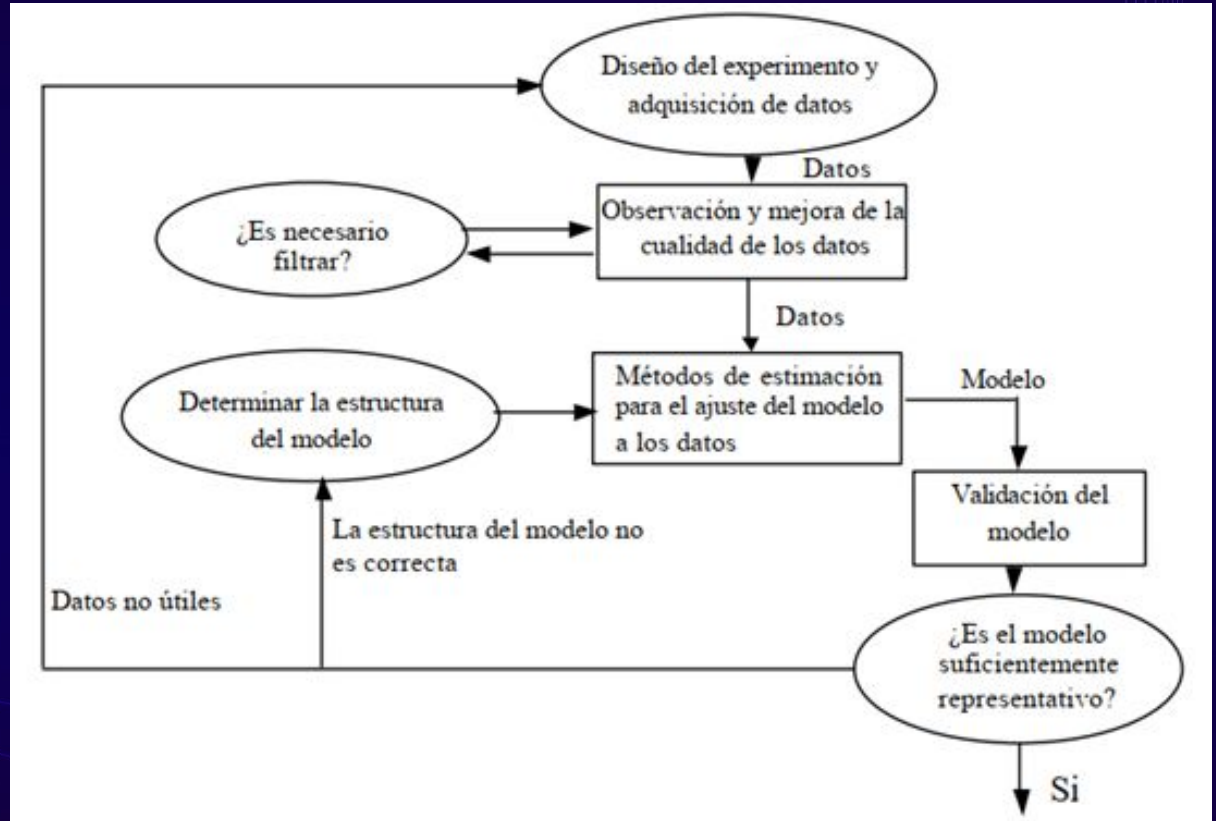 Diseño del experimento y
adquisición de datos
Datos
Observación y mejora de la
cualidad de los datos
¿Es necesario
filtrar?
Datos
Métodos de estimación
para el ajuste del modelo
a los datos
Modelo
Determinar la estructura
del modelo
Validación del
modelo
La estructura del modelo no
es correcta
Datos no útiles
¿Es el modelo
suficientemente
representativo?
Si